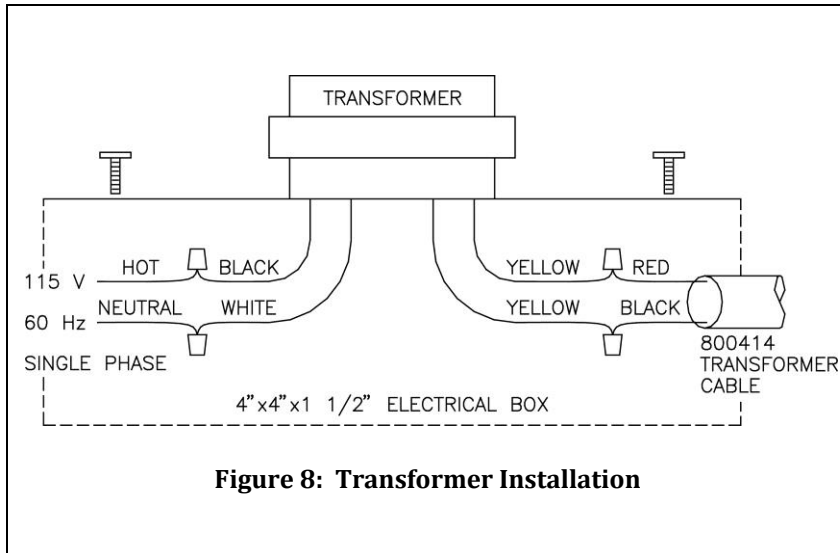 TRANSFORMER
HOT BLACK YELLOW RED
115 V
NEUTRAL WHITE YELLOW BLACK
60 Hz
SINGLE PHASE
800414
TRANSFORMER
CABLE
4"x4"x1 1/2" ELECTRICAL BOX
Figure 8: Transformer Installation